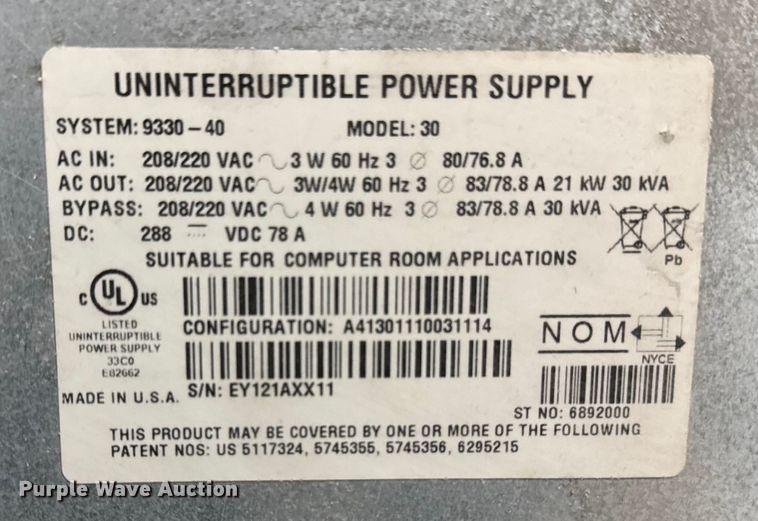 UNINTERRUPTIBLE POWER SUPPLY
SYSTEM: 9330-40 MODEL: 30
AC IN: 208/220 VAC ∿ 3 W 60 Hz 3 ∅ 80/76.8 A
AC OUT: 208/220 VAC ∿ 3W/4W 60 Hz 3 ∅ 83/78.8 A 21 kW 30 kVA
BYPASS: 208/220 VAC ∿ 4 W 60 Hz 3 ∅ 83/78.8 A 30 kVA
DC: 288 ⎓ VDC 78 A
Pb
SUITABLE FOR COMPUTER ROOM APPLICATIONS
C UL US
LISTED
UNINTERRUPTIBLE
POWER SUPPLY
33C0
E82662
CONFIGURATION: A41301110031114
NOM
NYCE
MADE IN U.S.A.
S/N: EY121AXX11
ST NO: 6892000
THIS PRODUCT MAY BE COVERED BY ONE OR MORE OF THE FOLLOWING
PATENT NOS: US 5117324, 5745355, 5745356, 6295215
Purple Wave Auction